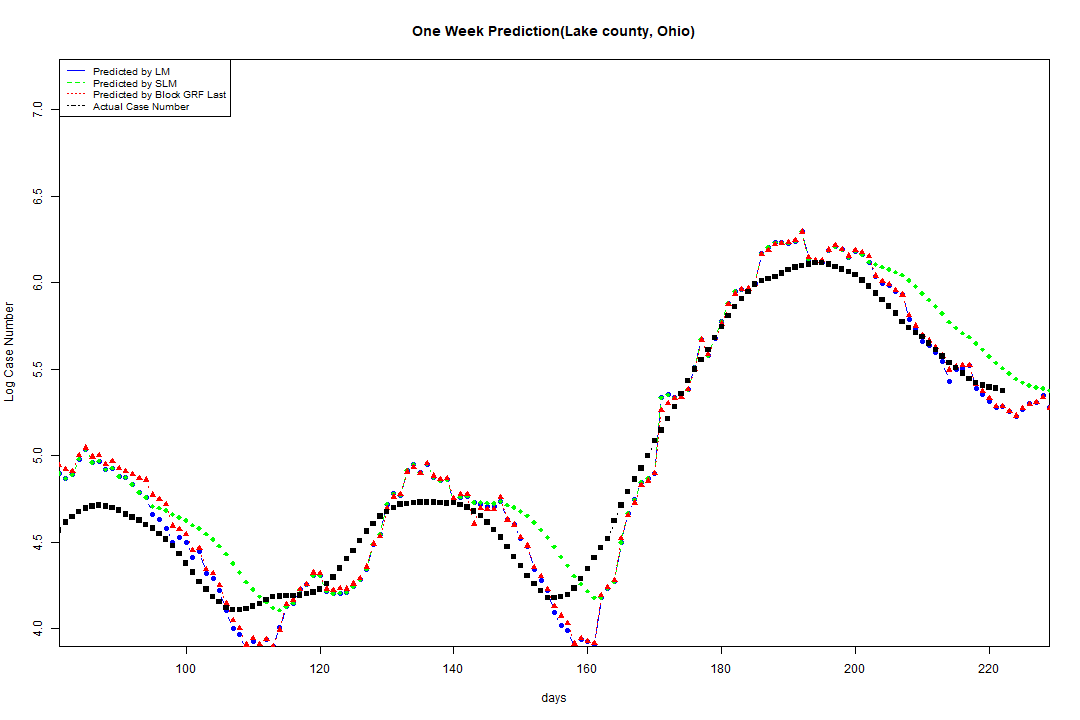 One Week Prediction(Lake county, Ohio)
Predicted by LM
Predicted by SLM
Predicted by Block GRF Last
Actual Case Number
7.0
6.5
6.0
5.5
5.0
4.5
4.0
Log Case Number
100 120 140 160 180 200 220
days